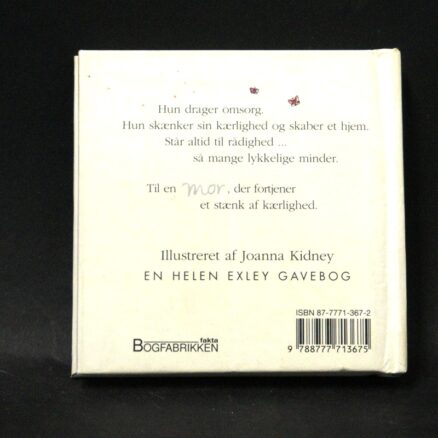 Hun drager omsorg.
Hun skænker sin kærlighed og skaber et hjem.
Står altid til rådighed ...
så mange lykkelige minder.
Til en mor, der fortjener
et stænk af kærlighed.
Illustreret af Joanna Kidney
EN HELEN EXLEY GAVEBOG
ISBN 87-7771-367-2
fakta
BOGFABRIKKEN
9 788777 713675